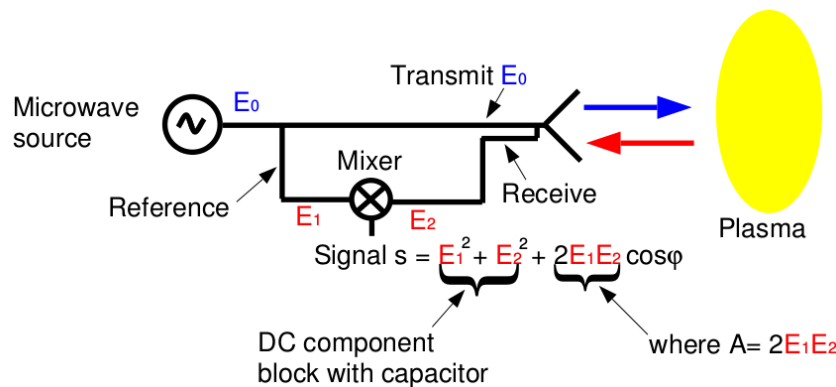 Transmit E₀
E₀
Microwave
source
Mixer
Reference
Receive
E₁
E₂
Plasma
Signal s = E₁² + E₂² + 2E₁E₂ cosφ
DC component
block with capacitor
where A= 2E₁E₂